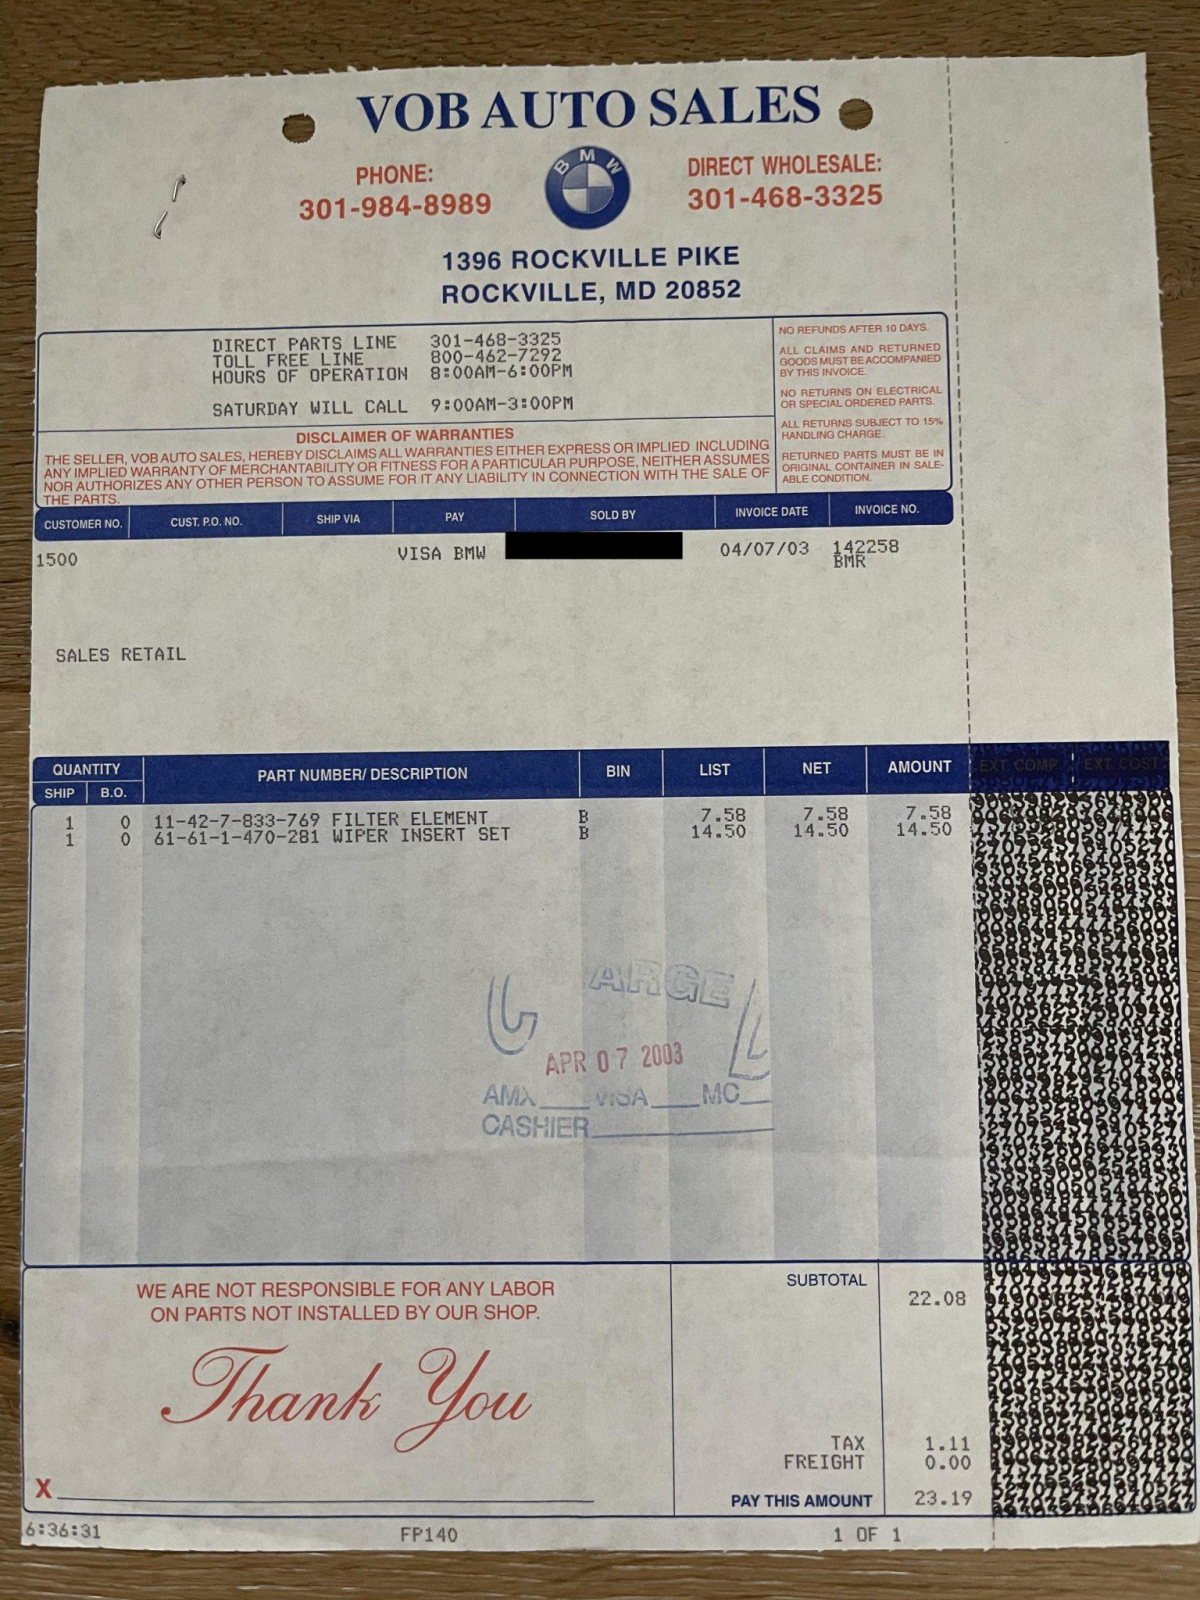 VOB AUTO SALES
PHONE:
301-984-8989
BMW
DIRECT WHOLESALE:
301-468-3325
1396 ROCKVILLE PIKE
ROCKVILLE, MD 20852
DIRECT PARTS LINE 301-468-3325
TOLL FREE LINE 800-462-7292
HOURS OF OPERATION 8:00AM-6:00PM
SATURDAY WILL CALL 9:00AM-3:00PM
NO REFUNDS AFTER 10 DAYS.
ALL CLAIMS AND RETURNED
GOODS MUST BE ACCOMPANIED
BY THIS INVOICE.
NO RETURNS ON ELECTRICAL
OR SPECIAL ORDERED PARTS.
ALL RETURNS SUBJECT TO 15%
HANDLING CHARGE.
RETURNED PARTS MUST BE IN
ORIGINAL CONTAINER IN SALE-
ABLE CONDITION.
DISCLAIMER OF WARRANTIES
THE SELLER, VOB AUTO SALES, HEREBY DISCLAIMS ALL WARRANTIES EITHER EXPRESS OR IMPLIED INCLUDING
ANY IMPLIED WARRANTY OF MERCHANTABILITY OR FITNESS FOR A PARTICULAR PURPOSE, NEITHER ASSUMES
NOR AUTHORIZES ANY OTHER PERSON TO ASSUME FOR IT ANY LIABILITY IN CONNECTION WITH THE SALE OF
THE PARTS.
CUSTOMER NO. CUST. P.O. NO. SHIP VIA PAY SOLD BY INVOICE DATE INVOICE NO.
1500 VISA BMW 04/07/03 142258
BMR
SALES RETAIL
QUANTITY PART NUMBER/ DESCRIPTION BIN LIST NET AMOUNT EXT. COMP. EXT. COST.
SHIP B.O.
1 0 11-42-7-833-769 FILTER ELEMENT B 7.58 7.58 7.58
1 0 61-61-1-470-281 WIPER INSERT SET B 14.50 14.50 14.50
ARGE
APR 07 2003
AMX VISA MC
CASHIER
WE ARE NOT RESPONSIBLE FOR ANY LABOR
ON PARTS NOT INSTALLED BY OUR SHOP.
Thank You
X
SUBTOTAL 22.08
TAX 1.11
FREIGHT 0.00
PAY THIS AMOUNT 23.19
6:36:31 FP140 1 OF 1